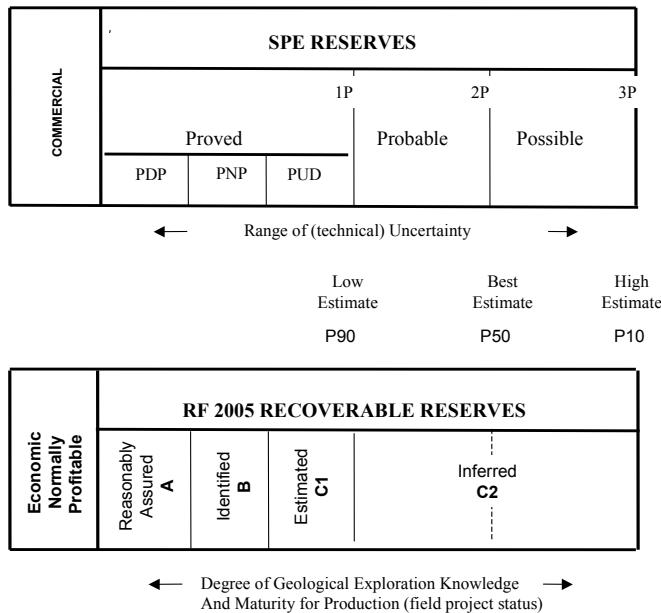 SPE RESERVES
COMMERCIAL
1P 2P 3P
Proved Probable Possible
PDP PNP PUD
Range of (technical) Uncertainty
Low Best High
Estimate Estimate Estimate
P90 P50 P10
RF 2005 RECOVERABLE RESERVES
Economic
Normally
Profitable
Reasonably
Assured
A
Identified
B
Estimated
C1
Inferred
C2
Degree of Geological Exploration Knowledge
And Maturity for Production (field project status)